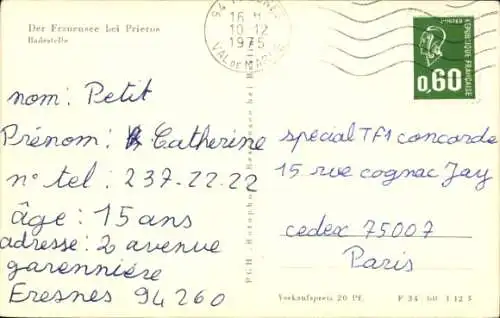 Der Frauensee bei Prieros
Badestelle
94
16 H
10-12
1975
VAL DE MARNE
REPUBLIQUE FRANÇAISE
0,60
nom: Petit
Prénom: Catherine
n° tel: 237.22.22
âge: 15 ans
adresse: 2 avenue
garennière
Fresnes 94260
special TF1 concorde
15 rue cognac Jay
cedex 75007
Paris
Verkaufspreis 20 Pf.